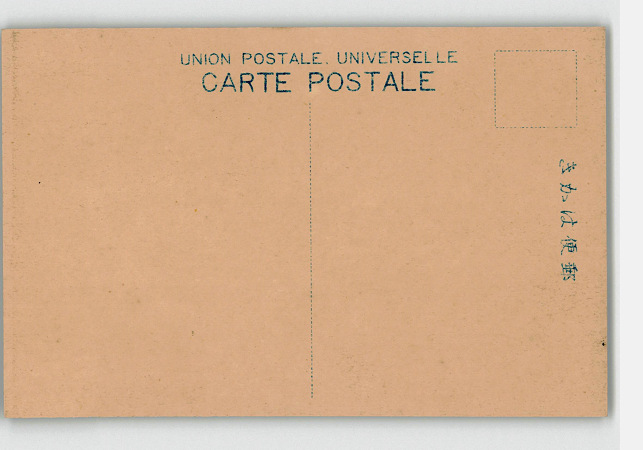 UNION POSTALE UNIVERSELLE
CARTE POSTALE
郵便はかき